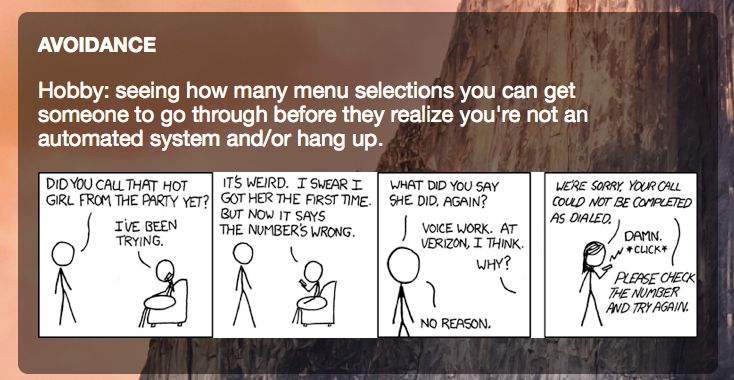 AVOIDANCE
Hobby: seeing how many menu selections you can get
someone to go through before they realize you're not an
automated system and/or hang up.
DID YOU CALL THAT HOT
GIRL FROM THE PARTY YET?
I'VE BEEN
TRYING.
IT'S WEIRD. I SWEAR I
GOT HER THE FIRST TIME.
BUT NOW IT SAYS
THE NUMBER'S WRONG.
WHAT DID YOU SAY
SHE DID, AGAIN?
VOICE WORK. AT
VERIZON, I THINK.
WHY?
NO REASON.
WE'RE SORRY, YOUR CALL
COULD NOT BE COMPLETED
AS DIALED.
DAMN.
*CLICK*
PLEASE CHECK
THE NUMBER
AND TRY AGAIN.